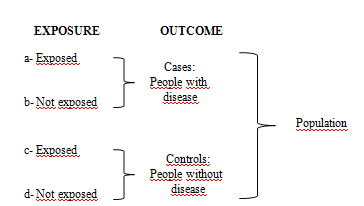 EXPOSURE OUTCOME
a- Exposed
Cases:
People with
disease
b- Not exposed
Population
c- Exposed
Controls:
People without
disease
d- Not exposed